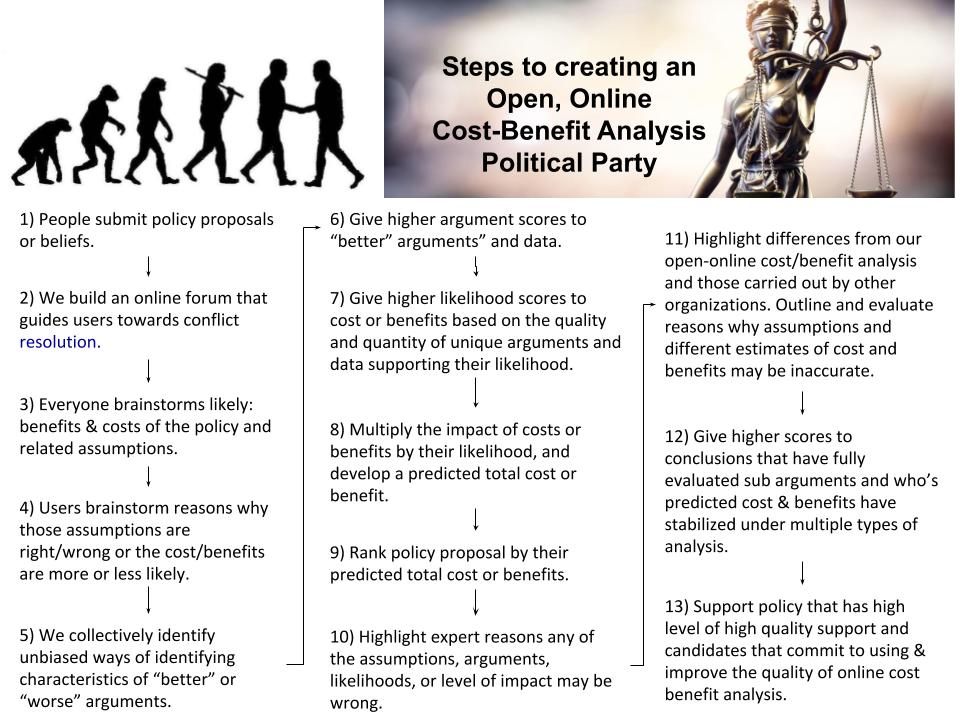 Steps to creating an
Open, Online
Cost-Benefit Analysis
Political Party
1) People submit policy proposals
or beliefs.
2) We build an online forum that
guides users towards conflict
resolution.
3) Everyone brainstorms likely:
benefits & costs of the policy and
related assumptions.
4) Users brainstorm reasons why
those assumptions are
right/wrong or the cost/benefits
are more or less likely.
5) We collectively identify
unbiased ways of identifying
characteristics of “better” or
“worse” arguments.
6) Give higher argument scores to
“better” arguments” and data.
7) Give higher likelihood scores to
cost or benefits based on the quality
and quantity of unique arguments and
data supporting their likelihood.
8) Multiply the impact of costs or
benefits by their likelihood, and
develop a predicted total cost or
benefit.
9) Rank policy proposal by their
predicted total cost or benefits.
10) Highlight expert reasons any of
the assumptions, arguments,
likelihoods, or level of impact may be
wrong.
11) Highlight differences from our
open-online cost/benefit analysis
and those carried out by other
organizations. Outline and evaluate
reasons why assumptions and
different estimates of cost and
benefits may be inaccurate.
12) Give higher scores to
conclusions that have fully
evaluated sub arguments and who’s
predicted cost & benefits have
stabilized under multiple types of
analysis.
13) Support policy that has high
level of high quality support and
candidates that commit to using &
improve the quality of online cost
benefit analysis.